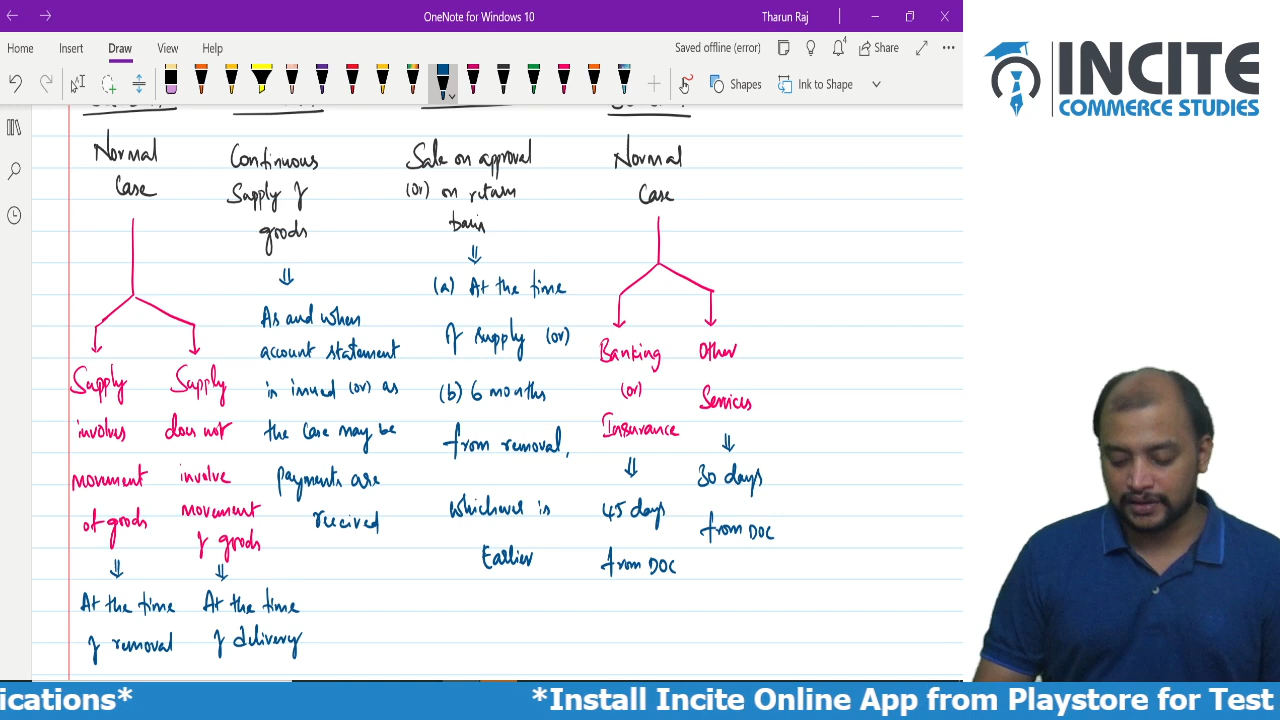 OneNote for Windows 10
Tharun Raj
Home Insert Draw View Help
Saved offline (error)
4
Share
Shapes
Ink to Shape
INCITE
COMMERCE STUDIES
Normal
Case
Supply
involves
movement
of goods
At the time
of removal
Supply
does not
involve
movement
of goods
At the time
of delivery
Continuous
Supply of
goods
As and when
account statement
is issued (or) as
the case may be
payments are
received
Sale on approval
(or) on return
basis
(a) At the time
of supply (or)
(b) 6 months
from removal,
whichever is
Earlier
Normal
Case
Banking
(or)
Insurance
45 days
from DOC
Other
Services
30 days
from DOC
ications* *Install Incite Online App from Playstore for Test